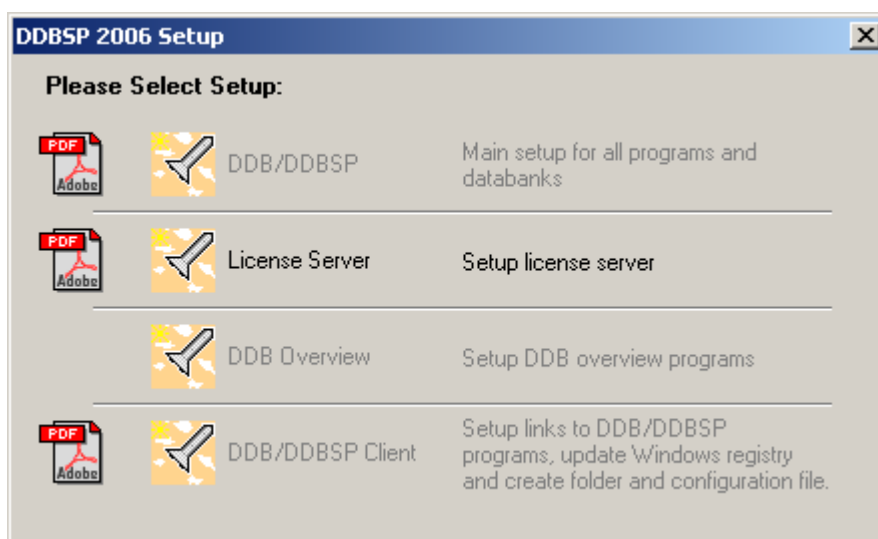 DDBSP 2006 Setup
Please Select Setup:
PDF
Adobe
DDB/DDBSP
Main setup for all programs and
databanks
PDF
Adobe
License Server
Setup license server
DDB Overview
Setup DDB overview programs
PDF
Adobe
DDB/DDBSP Client
Setup links to DDB/DDBSP
programs, update Windows registry
and create folder and configuration file.